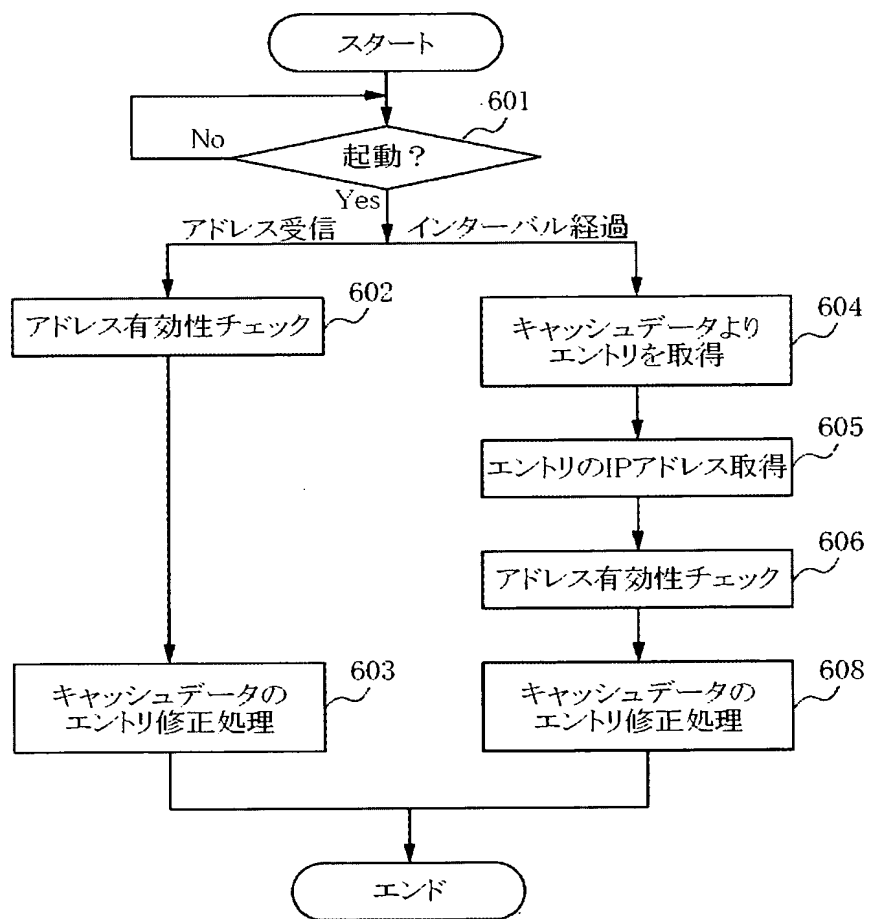 スタート
601
No
起動？
Yes
アドレス受信
インターバル経過
602
アドレス有効性チェック
604
キャッシュデータより
エントリを取得
605
エントリのIPアドレス取得
606
アドレス有効性チェック
603
キャッシュデータの
エントリ修正処理
608
キャッシュデータの
エントリ修正処理
エンド